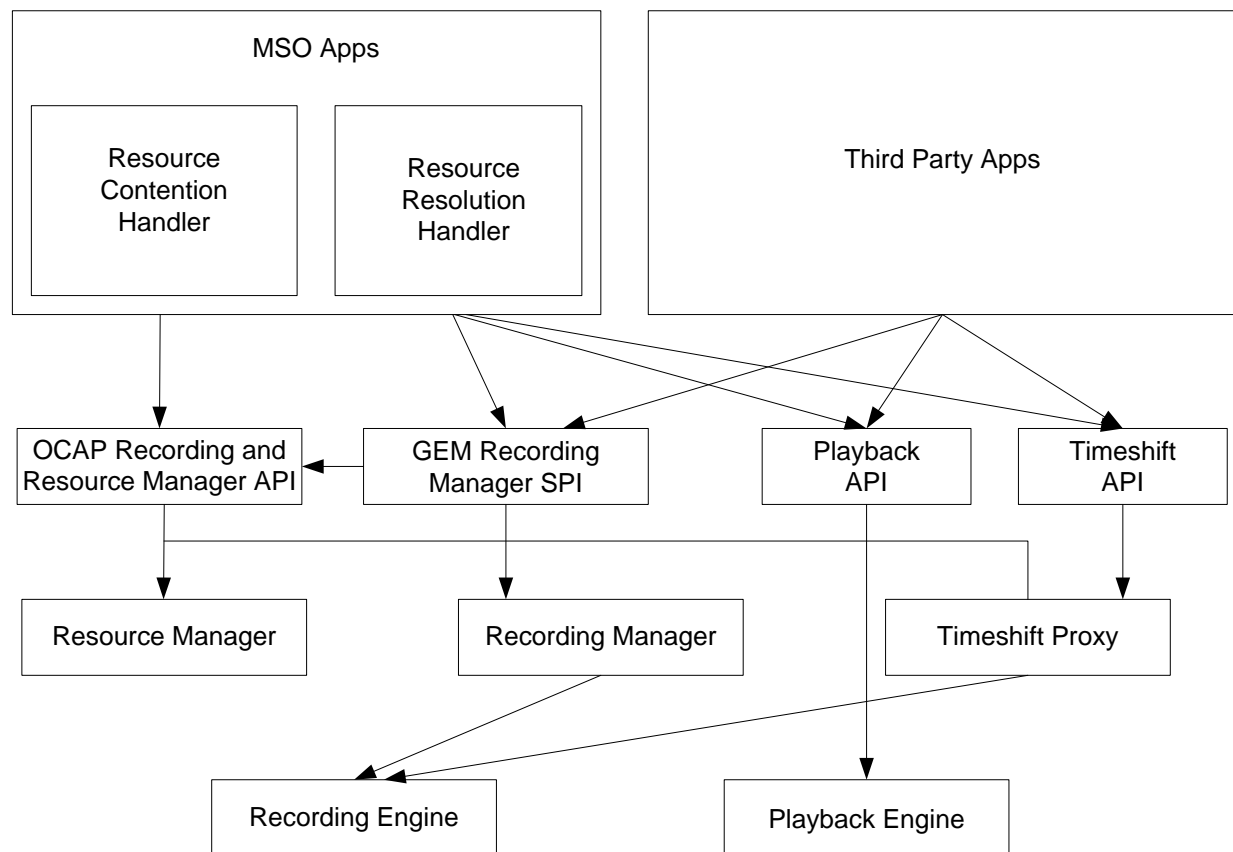 MSO Apps
Resource
Contention
Handler
Resource
Resolution
Handler
Third Party Apps
OCAP Recording and
Resource Manager API
GEM Recording
Manager SPI
Playback
API
Timeshift
API
Resource Manager
Recording Manager
Timeshift Proxy
Recording Engine
Playback Engine